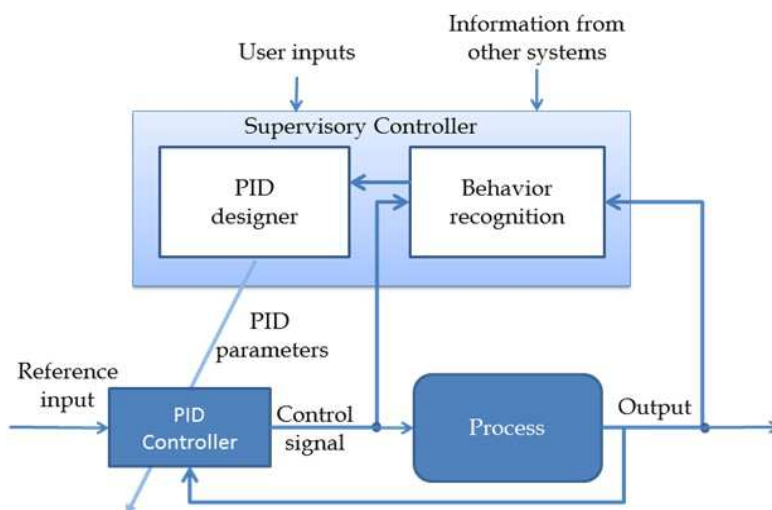 Information from
other systems
User inputs
Supervisory Controller
PID
designer
Behavior
recognition
PID
parameters
Reference
input
PID
Controller
Control
signal
Process
Output